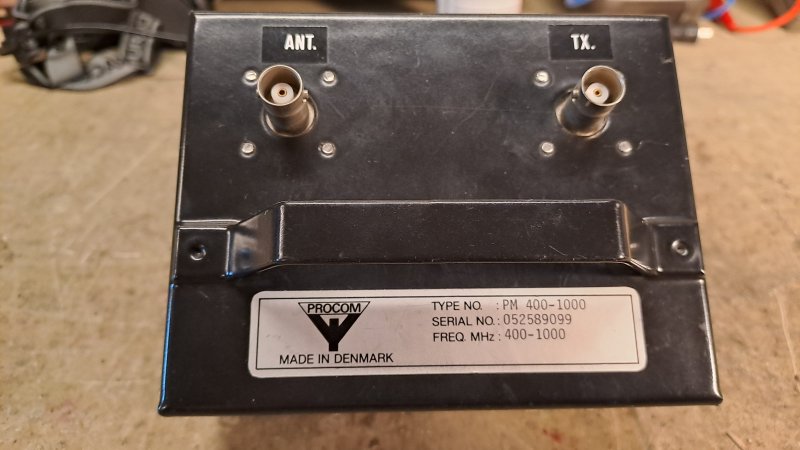 ANT.
TX.
PROCOM
MADE IN DENMARK
TYPE NO. : PM 400-1000
SERIAL NO. : 052589099
FREQ. MHz : 400-1000